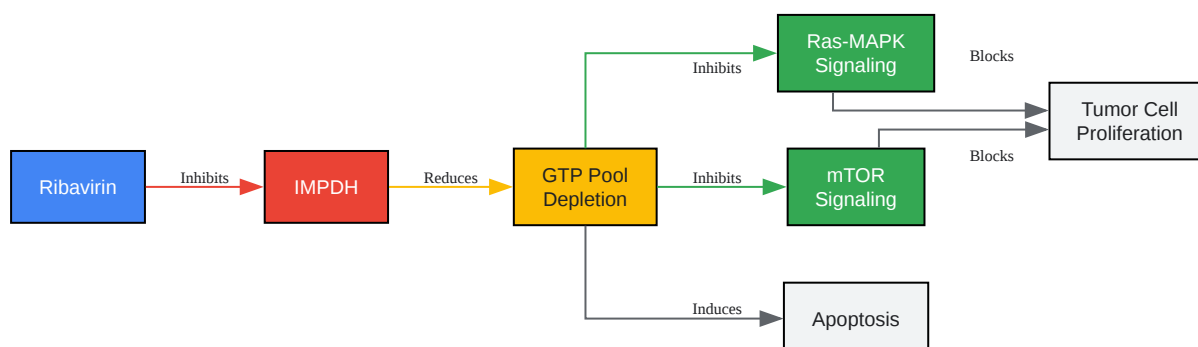 Ribavirin
Inhibits
IMPDH
Reduces
GTP Pool
Depletion
Inhibits
Ras-MAPK
Signaling
Blocks
Inhibits
mTOR
Signaling
Blocks
Tumor Cell
Proliferation
Induces
Apoptosis